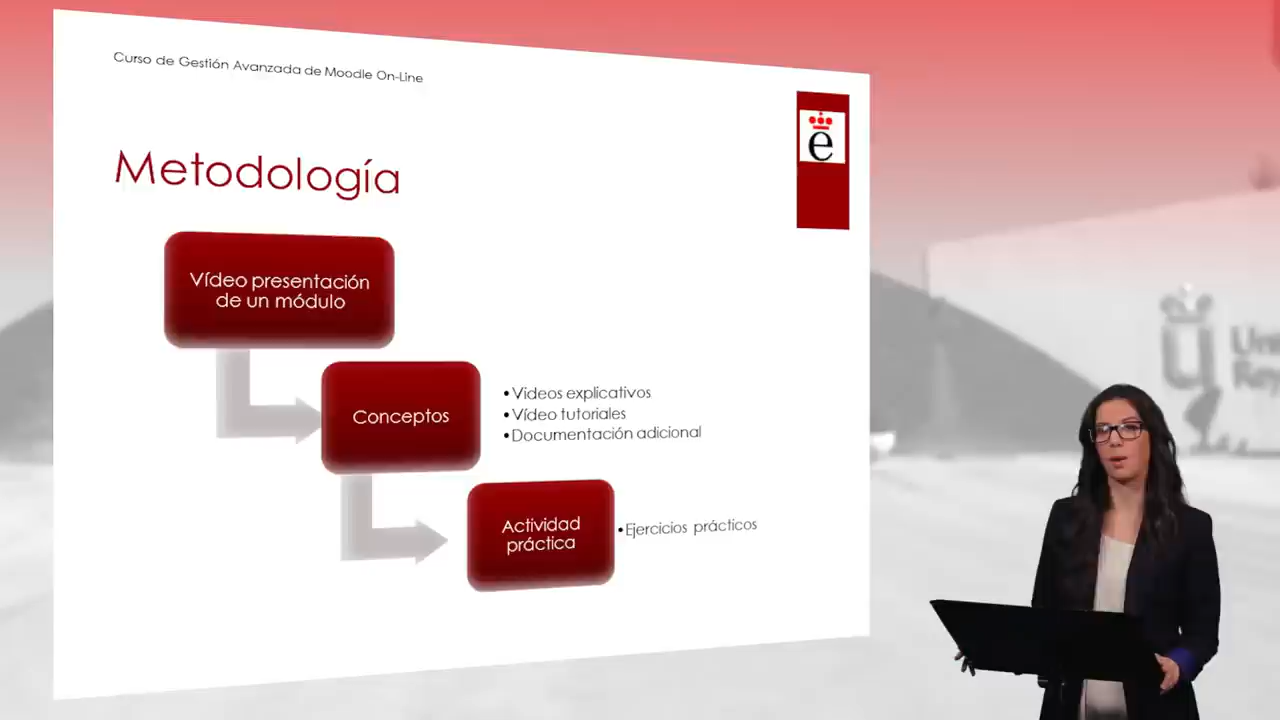 Curso de Gestión Avanzada de Moodle On-Line
Metodología
Vídeo presentación
de un módulo
Conceptos
•Videos explicativos
•Vídeo tutoriales
•Documentación adicional
Actividad
práctica
•Ejercicios prácticos
e